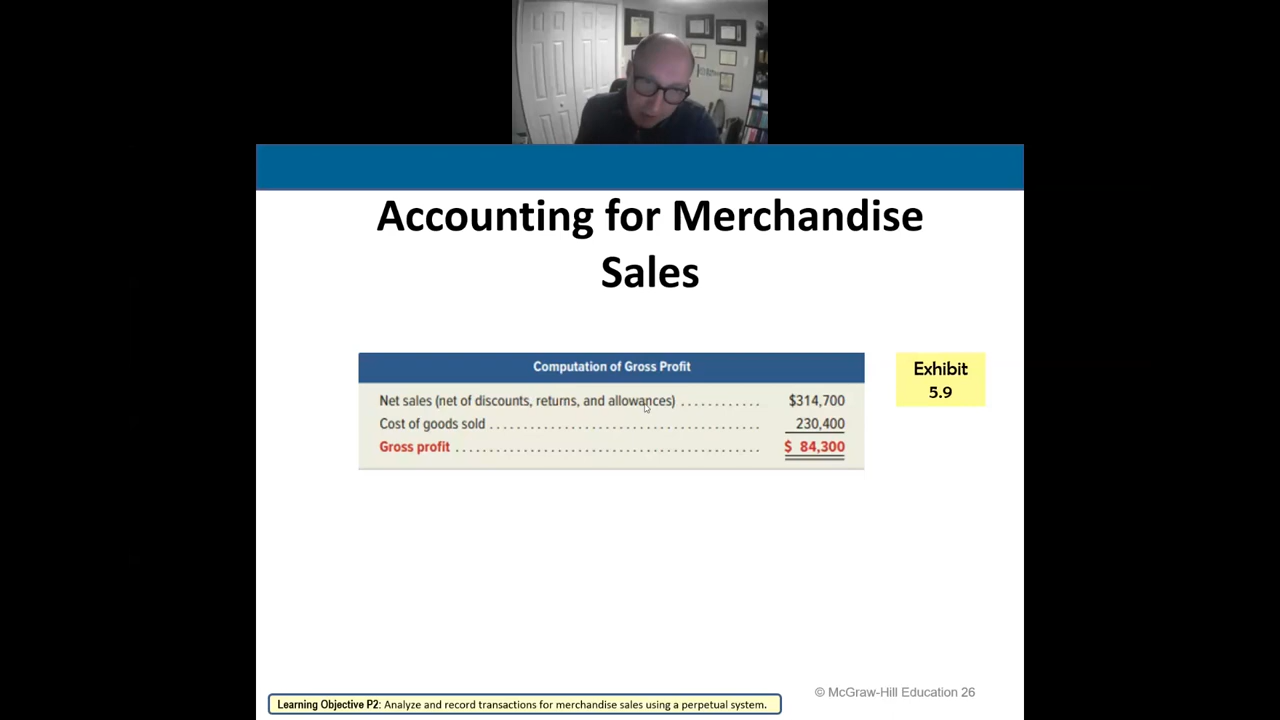 Accounting for Merchandise
Sales
Computation of Gross Profit
Exhibit
5.9
Net sales (net of discounts, returns, and allowances) ............ $314,700
Cost of goods sold ........................................ 230,400
Gross profit .............................................. $ 84,300
© McGraw-Hill Education 26
Learning Objective P2: Analyze and record transactions for merchandise sales using a perpetual system.